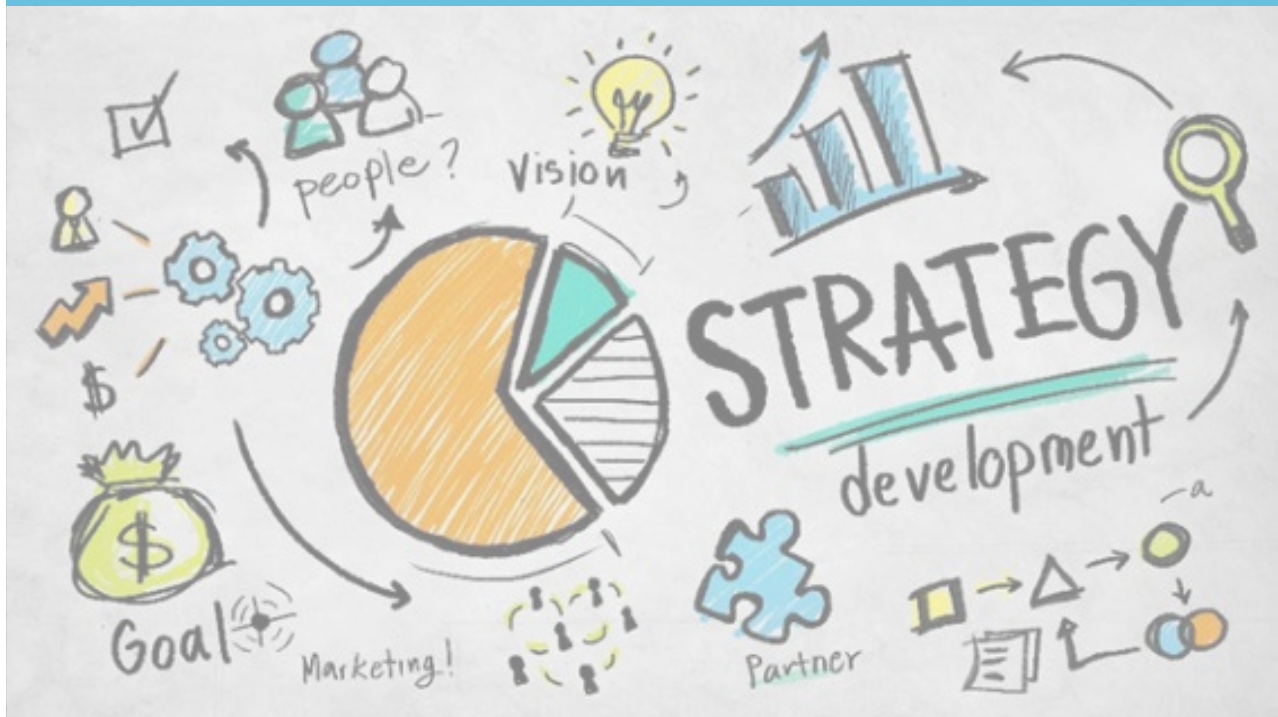 people?
Vision
STRATEGY
development
$
$
a
Goal
Marketing!
Partner